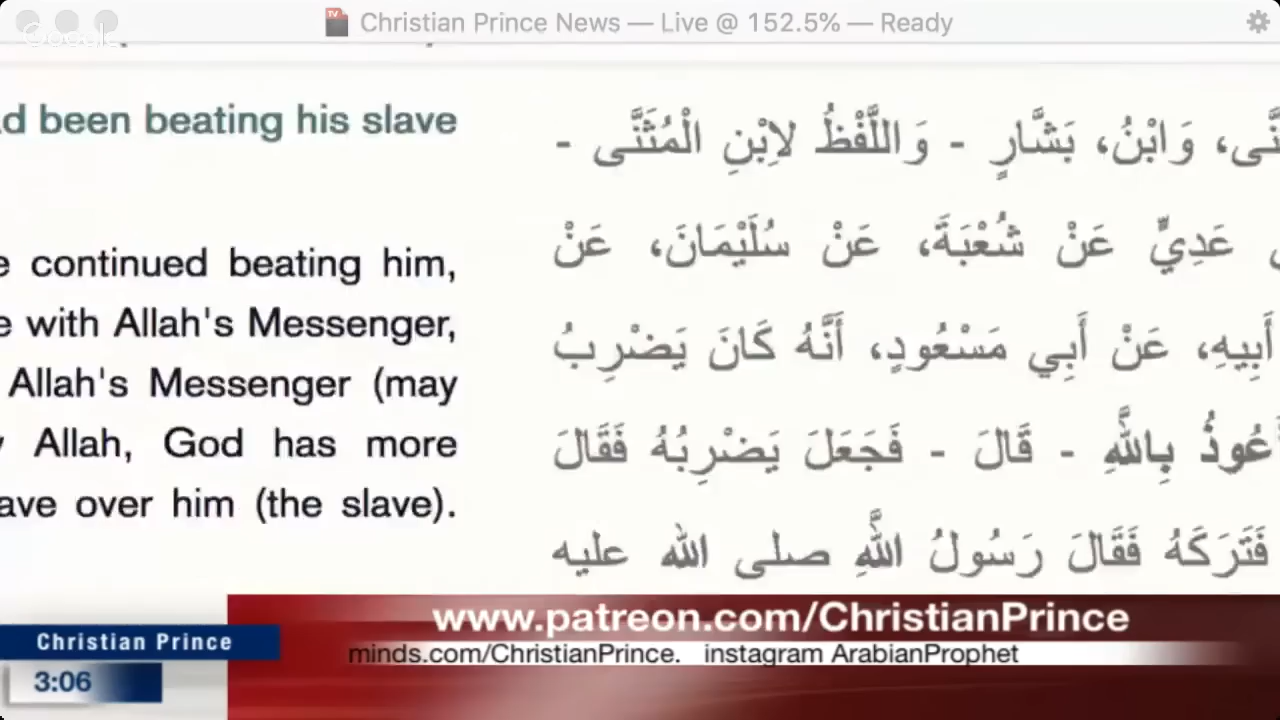 Christian Prince News — Live @ 152.5% — Ready
Google
been beating his slave
continued beating him,
with Allah's Messenger,
Allah's Messenger (may
Allah, God has more
over him (the slave).
وَابْنُ، بَشَّارٍ - وَاللَّفْظُ لاِبْنِ الْمُثَنَّى -
عَدِيٍّ عَنْ شُعْبَةَ، عَنْ سُلَيْمَانَ، عَنْ
أَبِيهِ، عَنْ أَبِي مَسْعُودٍ، أَنَّهُ كَانَ يَضْرِبُ
بِاللَّهِ - قَالَ - فَجَعَلَ يَضْرِبُهُ فَقَالَ
فَتَرَكَهُ فَقَالَ رَسُولُ اللَّهِ صلى الله عليه
www.patreon.com/ChristianPrince
minds.com/ChristianPrince. instagram ArabianProphet
Christian Prince
3:06